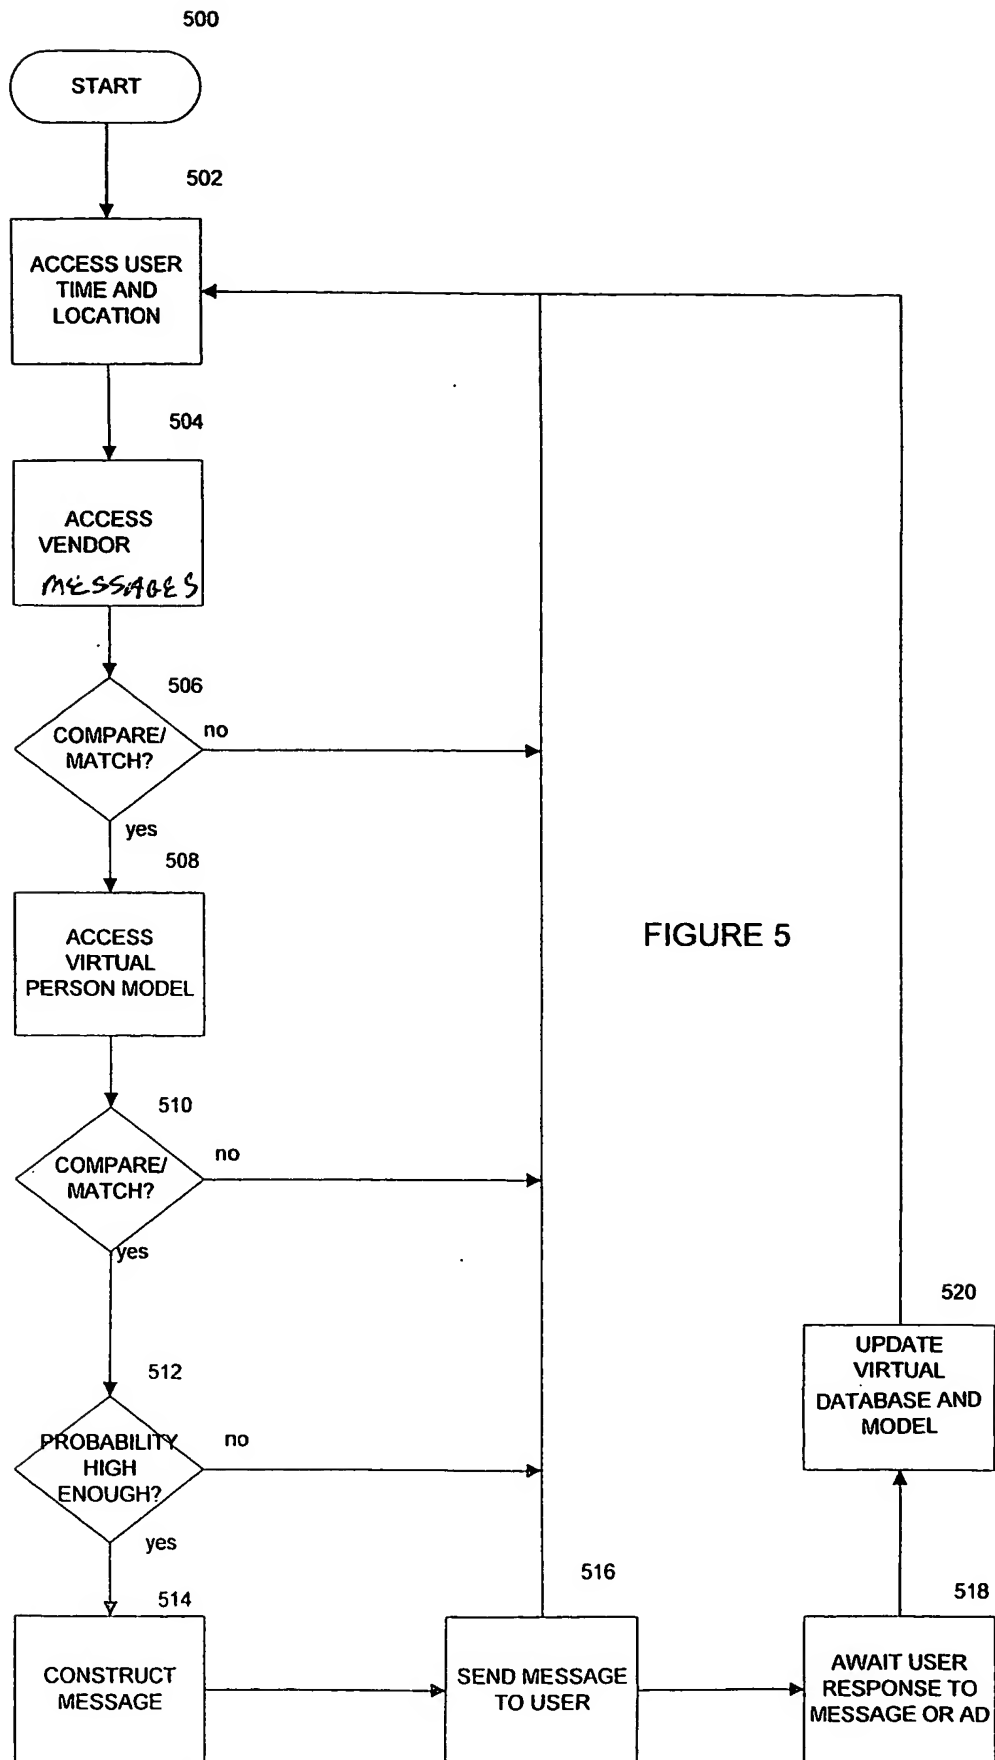 500
START
502
ACCESS USER
TIME AND
LOCATION
504
ACCESS
VENDOR
MESSAGES
506
COMPARE/
MATCH?
no
yes
508
ACCESS
VIRTUAL
PERSON MODEL
FIGURE 5
510
COMPARE/
MATCH?
no
yes
512
PROBABILITY
HIGH
ENOUGH?
no
yes
514
CONSTRUCT
MESSAGE
516
SEND MESSAGE
TO USER
518
AWAIT USER
RESPONSE TO
MESSAGE OR AD
520
UPDATE
VIRTUAL
DATABASE AND
MODEL